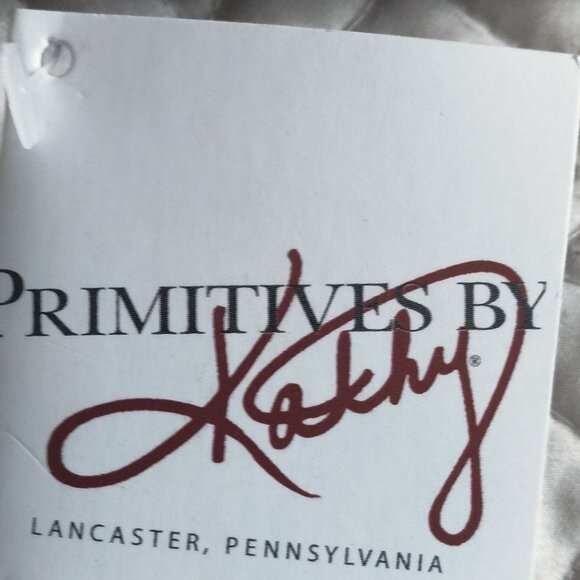 PRIMITIVES BY
Kathy®
LANCASTER, PENNSYLVANIA